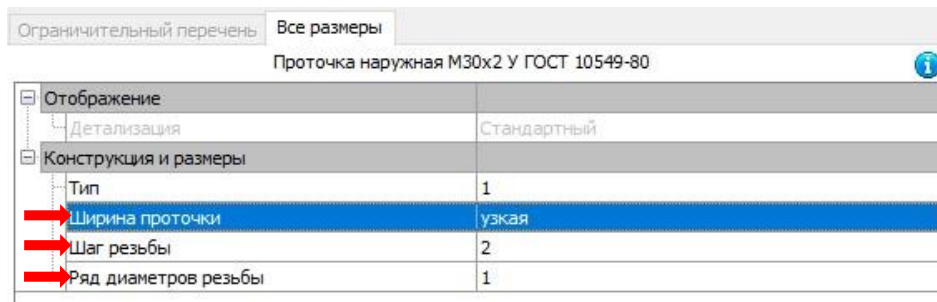 Ограничительный перечень Все размеры
Проточка наружная М30х2 У ГОСТ 10549-80
Отображение
Детализация Стандартный
Конструкция и размеры
Тип 1
Ширина проточки узкая
Шаг резьбы 2
Ряд диаметров резьбы 1